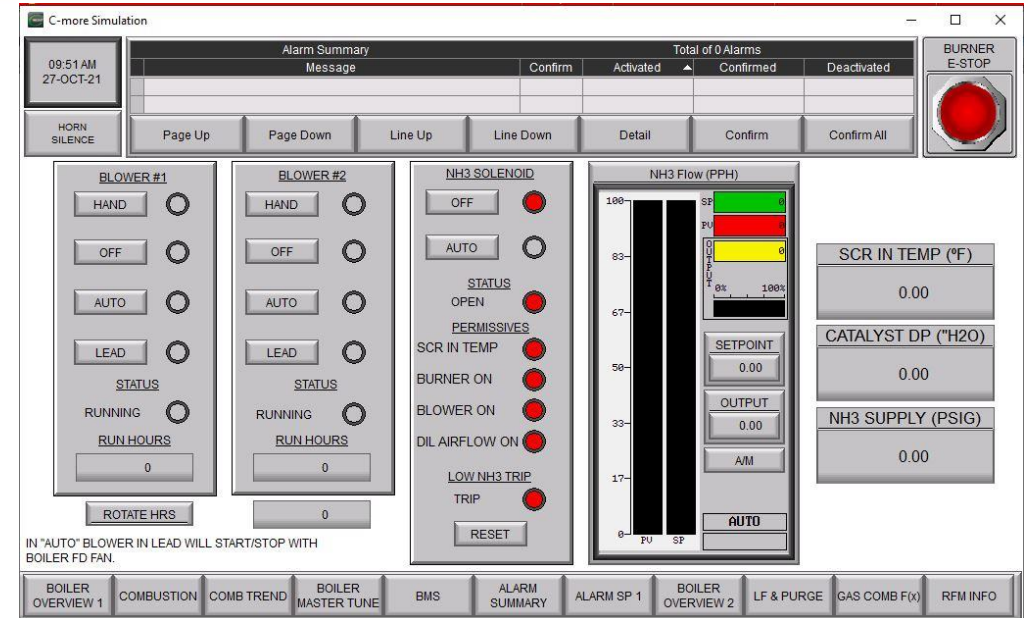 C-more Simulation
09:51 AM
27-OCT-21
Alarm Summary
Total of 0 Alarms
Message
Confirm
Activated
Confirmed
Deactivated
BURNER
E-STOP
HORN
SILENCE
Page Up
Page Down
Line Up
Line Down
Detail
Confirm
Confirm All
BLOWER #1
HAND
OFF
AUTO
LEAD
STATUS
RUNNING
RUN HOURS
0
ROTATE HRS
BLOWER #2
HAND
OFF
AUTO
LEAD
STATUS
RUNNING
RUN HOURS
0
0
IN "AUTO" BLOWER IN LEAD WILL START/STOP WITH
BOILER FD FAN.
NH3 SOLENOID
OFF
AUTO
STATUS
OPEN
PERMISSIVES
SCR IN TEMP
BURNER ON
BLOWER ON
DIL AIRFLOW ON
LOW NH3 TRIP
TRIP
RESET
NH3 Flow (PPH)
100
83
67
50
33
17
0
PV
SP
SP
0
PV
0
OUTPUT
0
0%
100%
SETPOINT
0.00
OUTPUT
0.00
A/M
AUTO
SCR IN TEMP (ºF)
0.00
CATALYST DP ("H2O)
0.00
NH3 SUPPLY (PSIG)
0.00
BOILER
OVERVIEW 1
COMBUSTION
COMB TREND
BOILER
MASTER TUNE
BMS
ALARM
SUMMARY
ALARM SP 1
BOILER
OVERVIEW 2
LF & PURGE
GAS COMB F(x)
RFM INFO